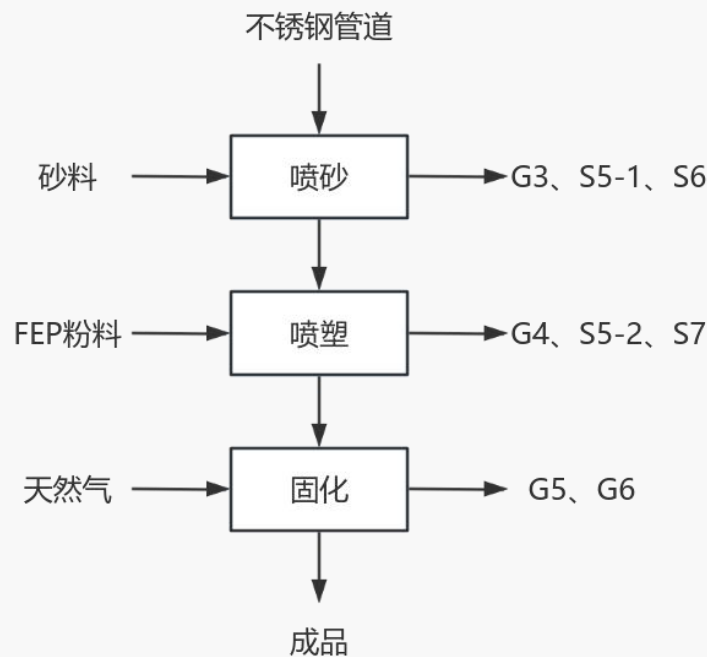 不锈钢管道
砂料 喷砂 G3、S5-1、S6
FEP粉料 喷塑 G4、S5-2、S7
天然气 固化 G5、G6
成品